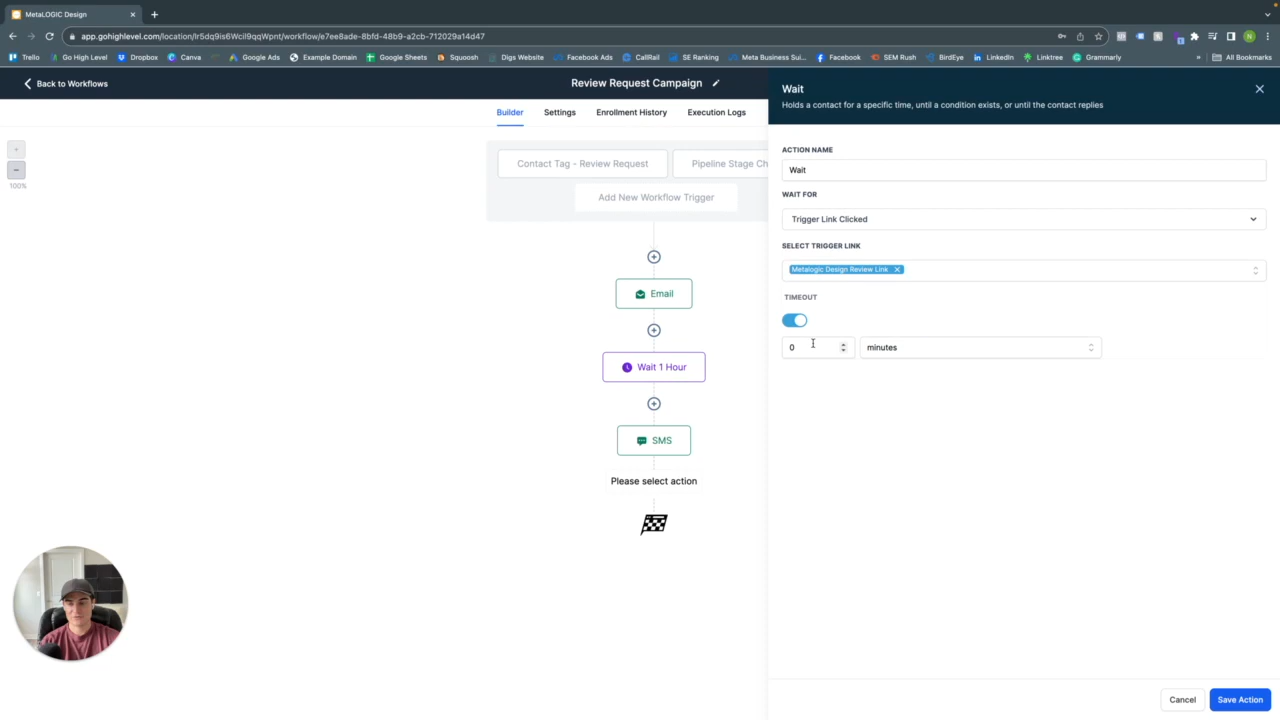 MetaLOGIC Design
app.gohighlevel.com/location/lr5dq9is6Wcil9qqWpnt/workflow/e7ee8ade-8bfd-48b9-a2cb-712029a14d47
Trello Go High Level Dropbox Canva Google Ads Example Domain Google Sheets Squoosh Digs Website Facebook Ads CallRail SE Ranking Meta Business Sui... Facebook SEM Rush BirdEye LinkedIn Linktree Grammarly » All Bookmarks
Back to Workflows
Review Request Campaign
Builder Settings Enrollment History Execution Logs
+
-
100%
Contact Tag - Review Request
Pipeline Stage Ch
Add New Workflow Trigger
Email
Wait 1 Hour
SMS
Please select action
Wait
Holds a contact for a specific time, until a condition exists, or until the contact replies
ACTION NAME
Wait
WAIT FOR
Trigger Link Clicked
SELECT TRIGGER LINK
Metalogic Design Review Link
TIMEOUT
0 minutes
Cancel Save Action